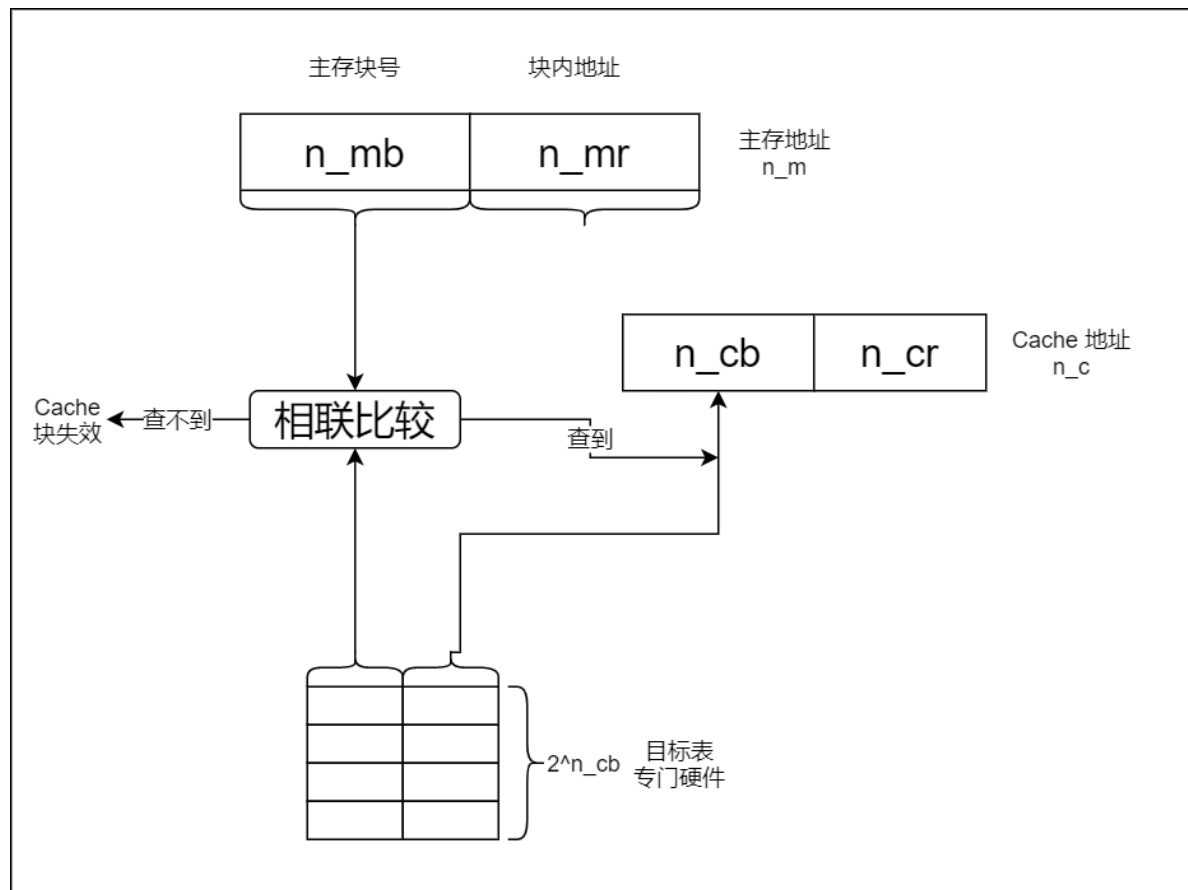 主存块号
块内地址
n_mb
n_mr
主存地址
n_m
n_cb
n_cr
Cache 地址
n_c
Cache
块失效
查不到
相联比较
查到
2^n_cb
目标表
专门硬件